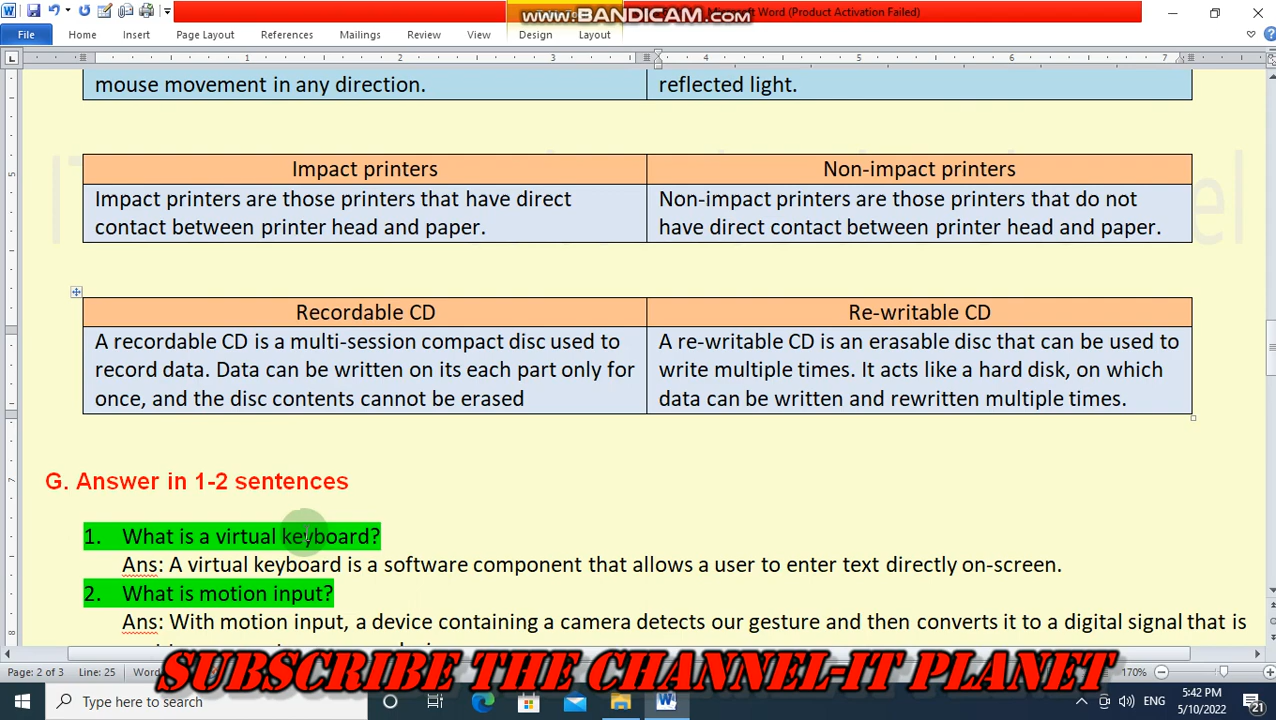 www.BANDICAM.com
Microsoft Word (Product Activation Failed)
File Home Insert Page Layout References Mailings Review View Design Layout
1 2 3 4 5 6 7
mouse movement in any direction.
reflected light.
Impact printers
Non-impact printers
Impact printers are those printers that have direct
contact between printer head and paper.
Non-impact printers are those printers that do not
have direct contact between printer head and paper.
Recordable CD
Re-writable CD
A recordable CD is a multi-session compact disc used to
record data. Data can be written on its each part only for
once, and the disc contents cannot be erased
A re-writable CD is an erasable disc that can be used to
write multiple times. It acts like a hard disk, on which
data can be written and rewritten multiple times.
G. Answer in 1-2 sentences
1. What is a virtual keyboard?
Ans: A virtual keyboard is a software component that allows a user to enter text directly on-screen.
2. What is motion input?
Ans: With motion input, a device containing a camera detects our gesture and then converts it to a digital signal that is
Page: 2 of 3 Line: 25 Word
170%
SUBSCRIBE THE CHANNEL-IT PLANET
Type here to search
ENG
5:42 PM
5/10/2022
21